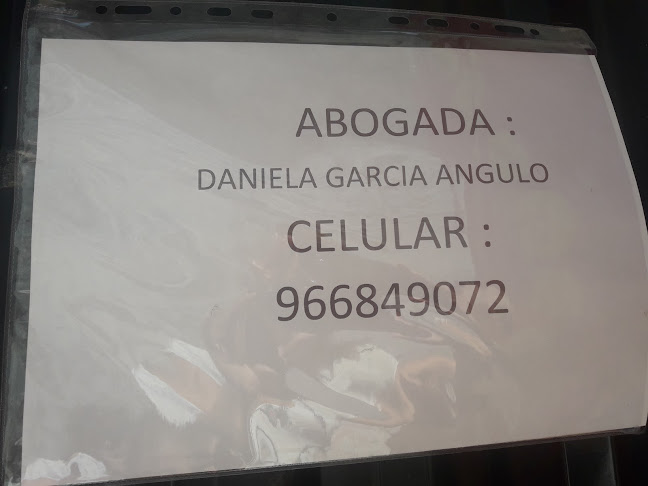 ABOGADA :
DANIELA GARCIA ANGULO
CELULAR :
966849072